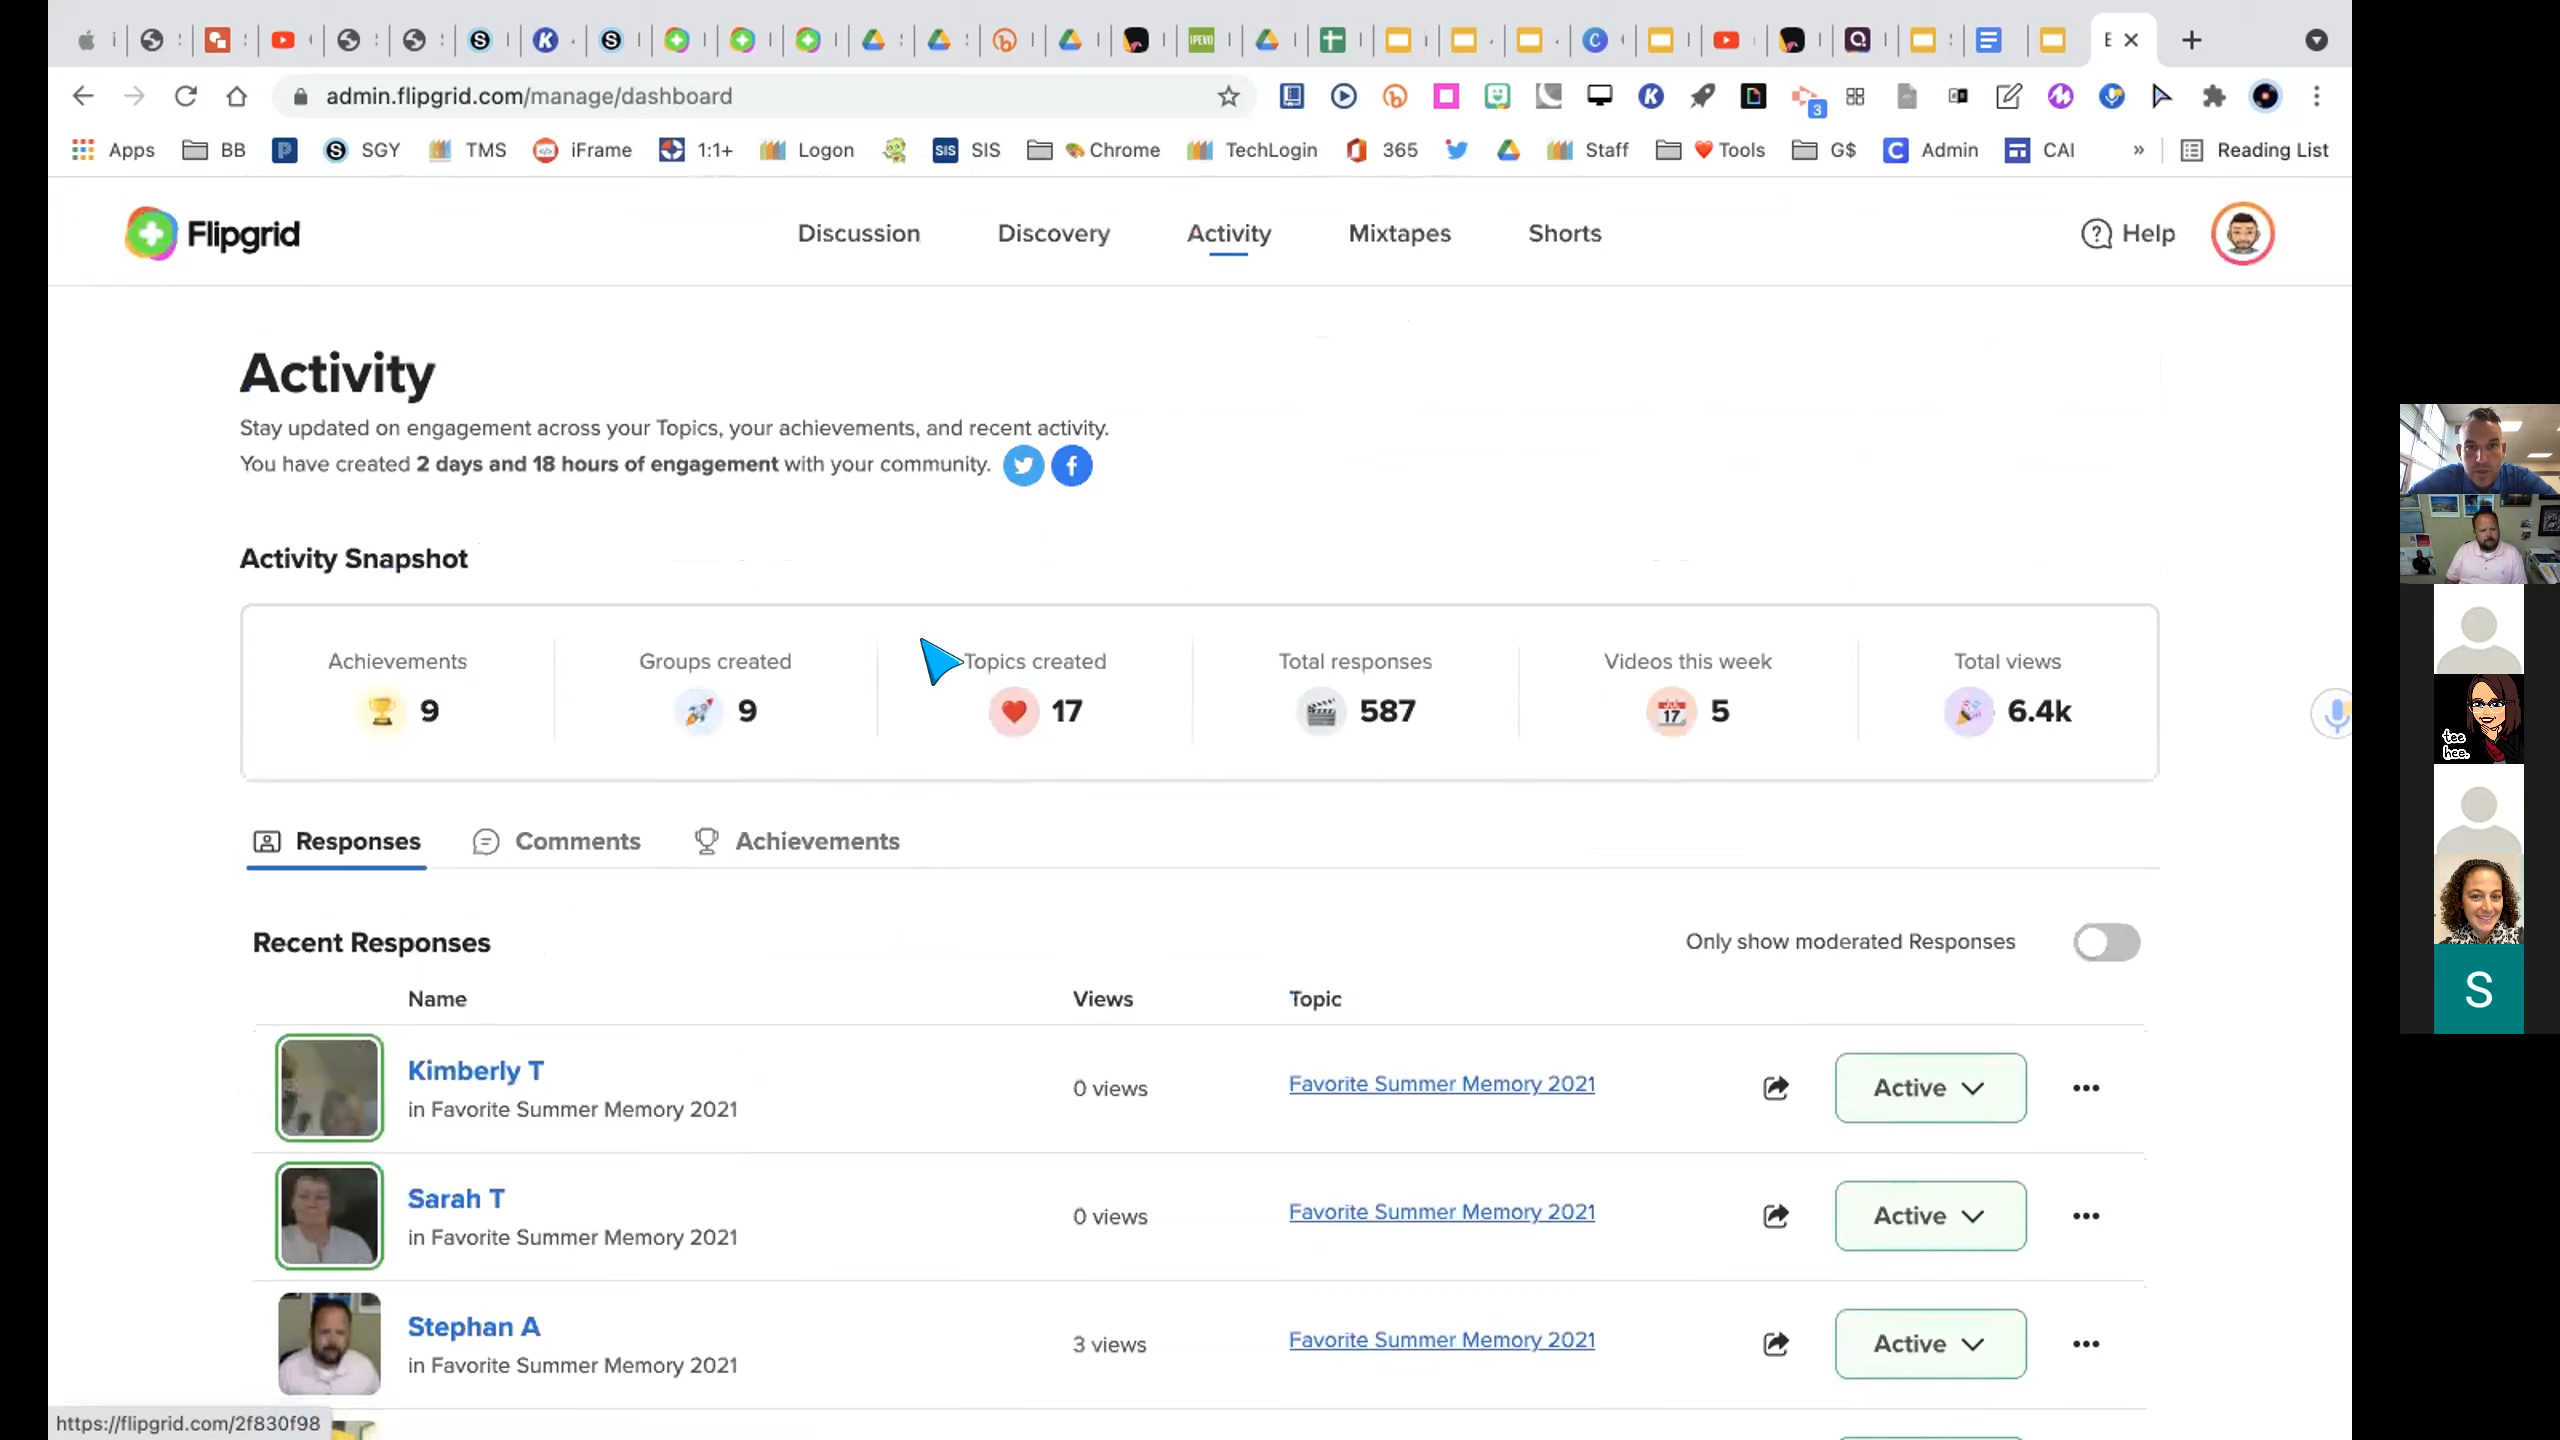 admin.flipgrid.com/manage/dashboard
3
Apps BB SGY TMS iFrame 1:1+ Logon SIS SIS Chrome TechLogin 365 Staff Tools G$ Admin CAI » Reading List
Flipgrid
Discussion Discovery Activity Mixtapes Shorts
Help
Activity
Stay updated on engagement across your Topics, your achievements, and recent activity.
You have created 2 days and 18 hours of engagement with your community.
Activity Snapshot
Achievements Groups created Topics created Total responses Videos this week Total views
9 9 17 587 17 5 6.4k
Responses Comments Achievements
Recent Responses
Only show moderated Responses
Name Views Topic
Kimberly T
in Favorite Summer Memory 2021
0 views
Favorite Summer Memory 2021
Active
Sarah T
in Favorite Summer Memory 2021
0 views
Favorite Summer Memory 2021
Active
Stephan A
in Favorite Summer Memory 2021
3 views
Favorite Summer Memory 2021
Active
https://flipgrid.com/2f830f98
tee
hee.
S